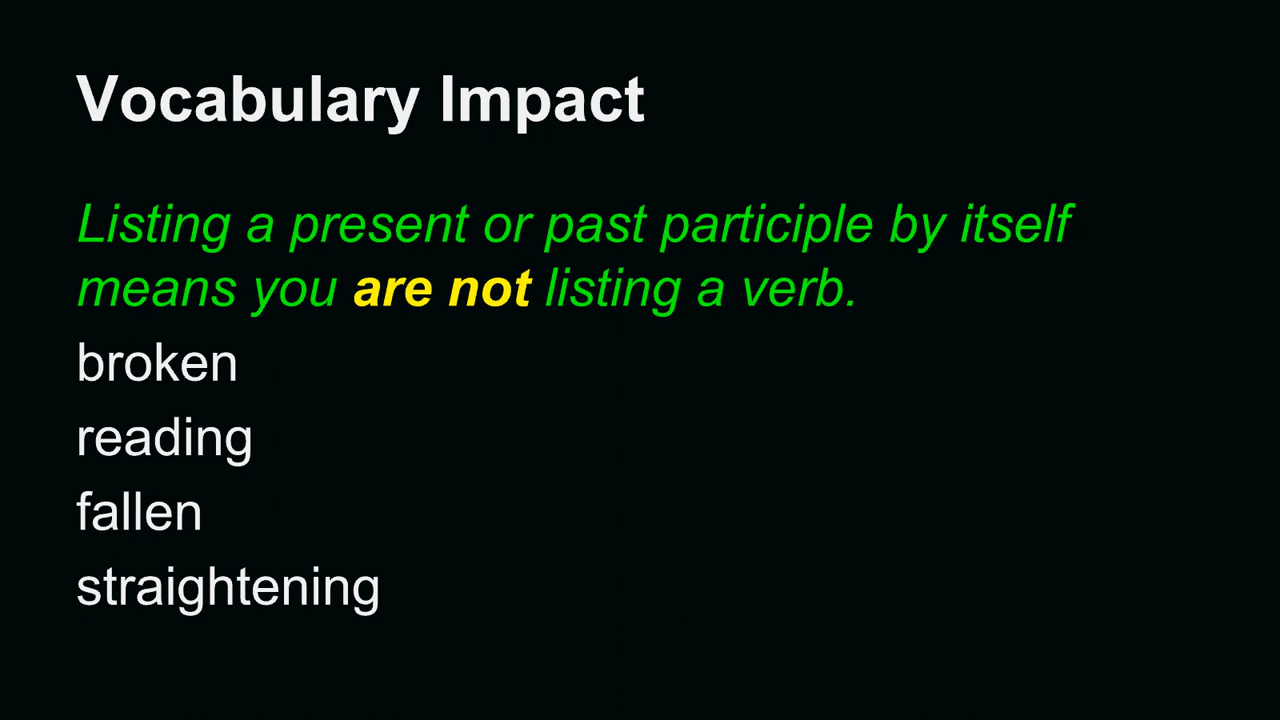 Vocabulary Impact
Listing a present or past participle by itself
means you are not listing a verb.
broken
reading
fallen
straightening